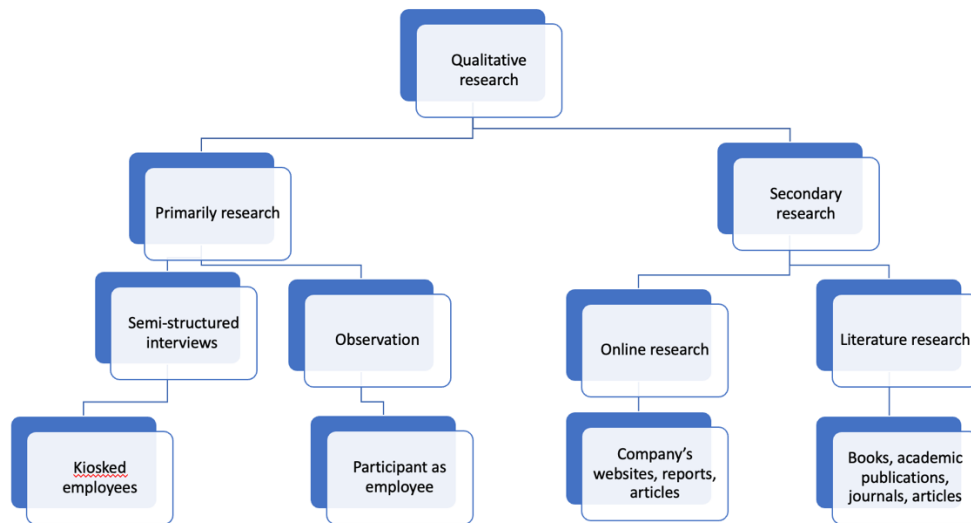 Qualitative
research
Primarily research
Secondary
research
Semi-structured
interviews
Observation
Online research
Literature research
Kiosked
employees
Participant as
employee
Company's
websites, reports,
articles
Books, academic
publications,
journals, articles